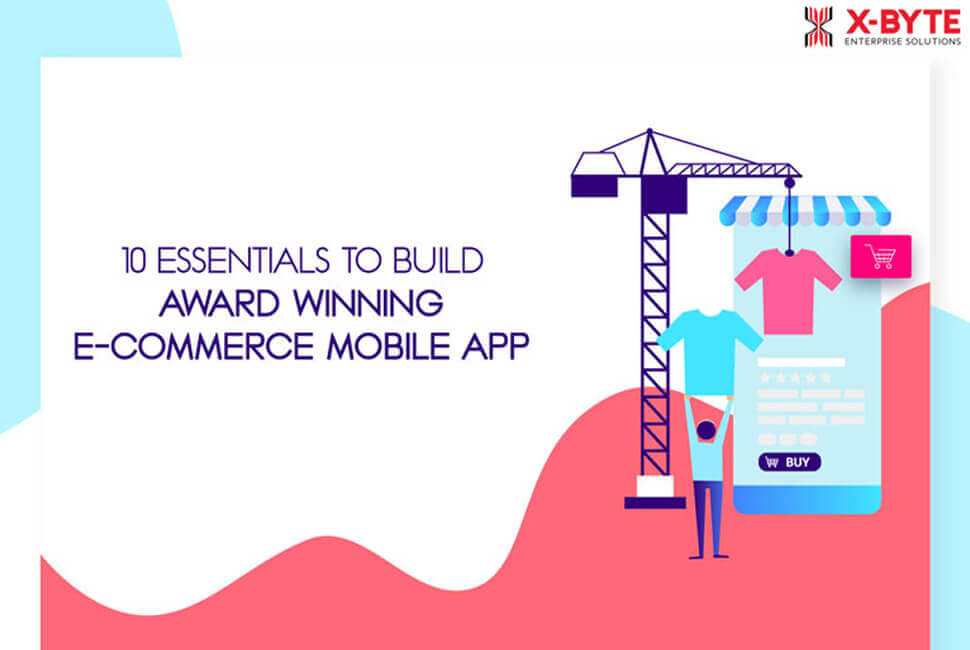 X-BYTE
ENTERPRISE SOLUTIONS
10 ESSENTIALS TO BUILD
AWARD WINNING
E-COMMERCE MOBILE APP
BUY